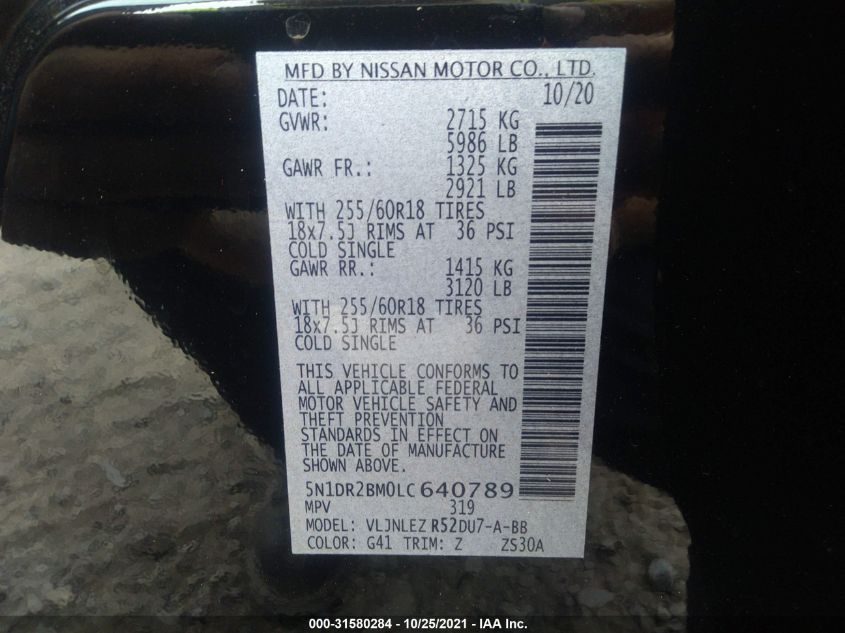 MFD BY NISSAN MOTOR CO., LTD.
DATE: 10/20
GVWR: 2715 KG
5986 LB
GAWR FR.: 1325 KG
2921 LB
WITH 255/60R18 TIRES
18x7.5J RIMS AT 36 PSI
COLD SINGLE
GAWR RR.: 1415 KG
3120 LB
WITH 255/60R18 TIRES
18x7.5J RIMS AT 36 PSI
COLD SINGLE
THIS VEHICLE CONFORMS TO
ALL APPLICABLE FEDERAL
MOTOR VEHICLE SAFETY AND
THEFT PREVENTION
STANDARDS IN EFFECT ON
THE DATE OF MANUFACTURE
SHOWN ABOVE.
5N1DR2BM0LC640789
MPV 319
MODEL: VLJNLEZ R52DU7-A-BB
COLOR: G41 TRIM: Z ZS30A
000-31580284 - 10/25/2021 - IAA Inc.